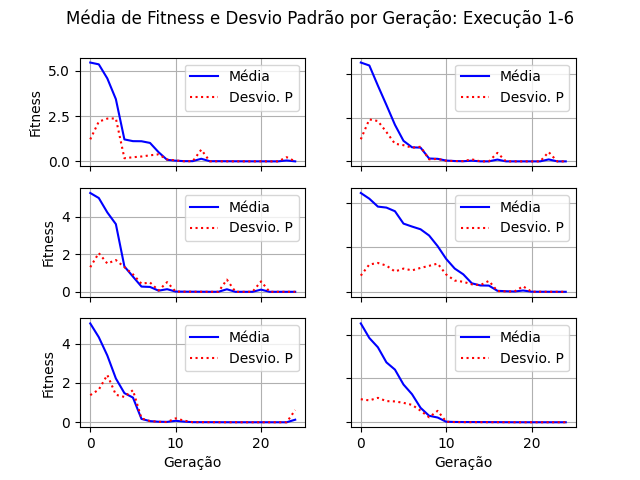 Média de Fitness e Desvio Padrão por Geração: Execução 1-6
5.0
2.5
0.0
Fitness
Média
Desvio. P
Média
Desvio. P
4
2
0
Fitness
Média
Desvio. P
Média
Desvio. P
4
2
0
Fitness
Média
Desvio. P
Média
Desvio. P
0 10 20
0 10 20
Geração
Geração